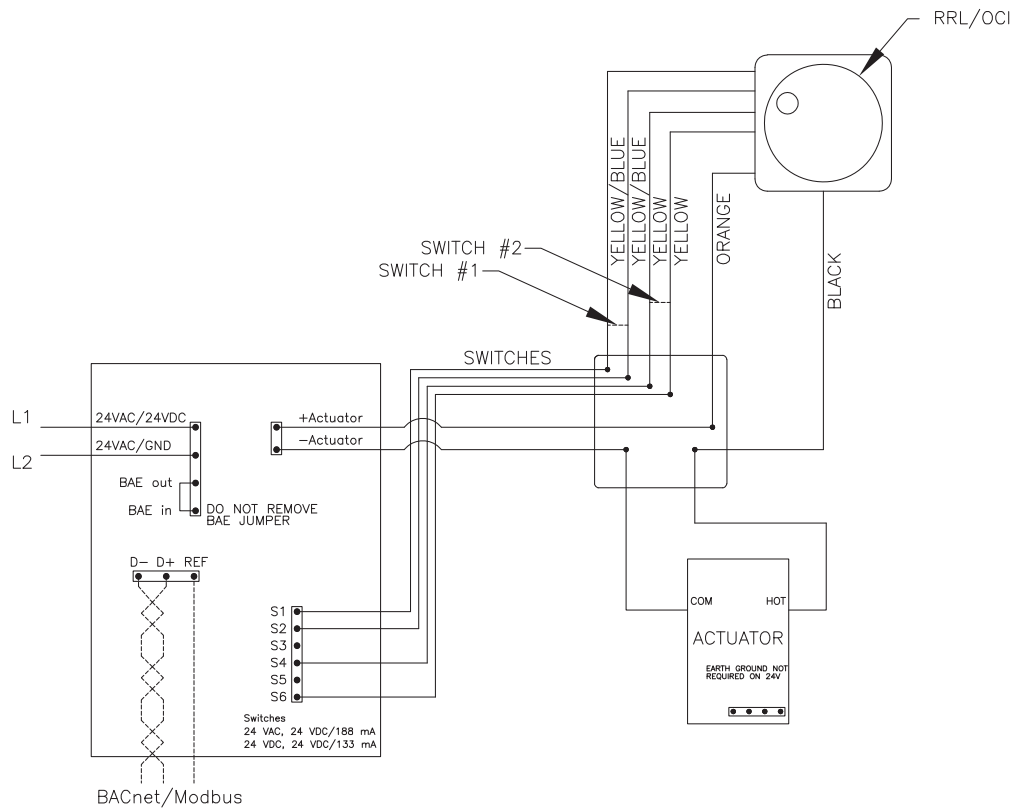 RRL/OCI
YELLOW/BLUE
YELLOW/BLUE
YELLOW
YELLOW
ORANGE
BLACK
SWITCH #2
SWITCH #1
SWITCHES
L1
24VAC/24VDC
+Actuator
L2
24VAC/GND
-Actuator
BAE out
BAE in
DO NOT REMOVE
BAE JUMPER
D- D+ REF
S1
S2
S3
S4
S5
S6
COM
HOT
ACTUATOR
EARTH GROUND NOT
REQUIRED ON 24V
Switches
24 VAC, 24 VDC/188 mA
24 VDC, 24 VDC/133 mA
BACnet/Modbus